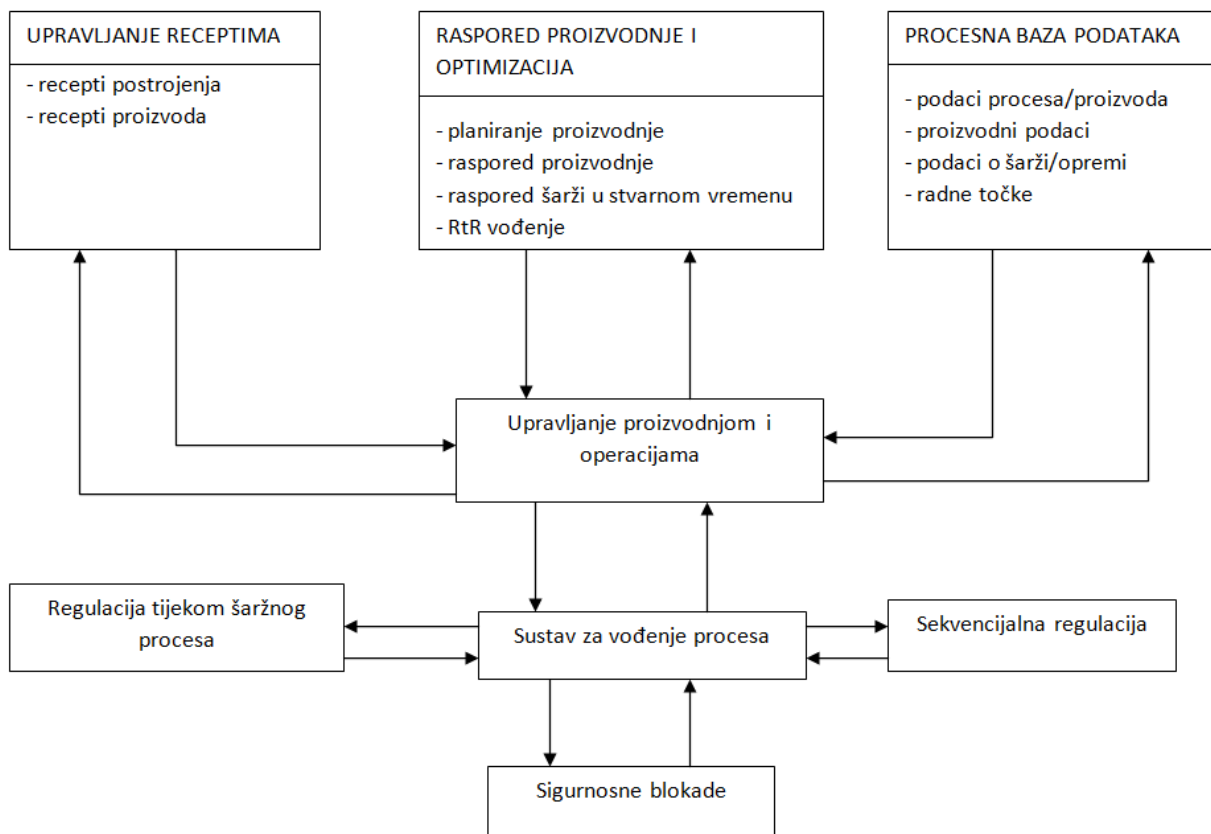 UPRAVLJANJE RECEPTIMA
- recepti postrojenja
- recepti proizvoda
RASPORED PROIZVODNJE I
OPTIMIZACIJA
- planiranje proizvodnje
- raspored proizvodnje
- raspored šarži u stvarnom vremenu
- RtR vođenje
PROCESNA BAZA PODATAKA
- podaci procesa/proizvoda
- proizvodni podaci
- podaci o šarži/opremi
- radne točke
Upravljanje proizvodnjom i
operacijama
Regulacija tijekom šaržnog
procesa
Sustav za vođenje procesa
Sekvencijalna regulacija
Sigurnosne blokade